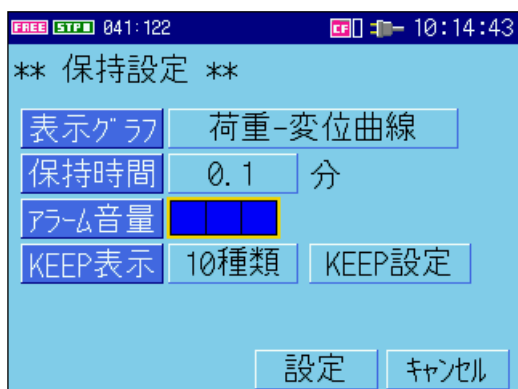 FREE STPⅡ 041:122 CF 10:14:43
** 保持設定 **
表示グラフ 荷重-変位曲線
保持時間 0.1 分
アラーム音量
KEEP表示 10種類 KEEP設定
設定 キャンセル